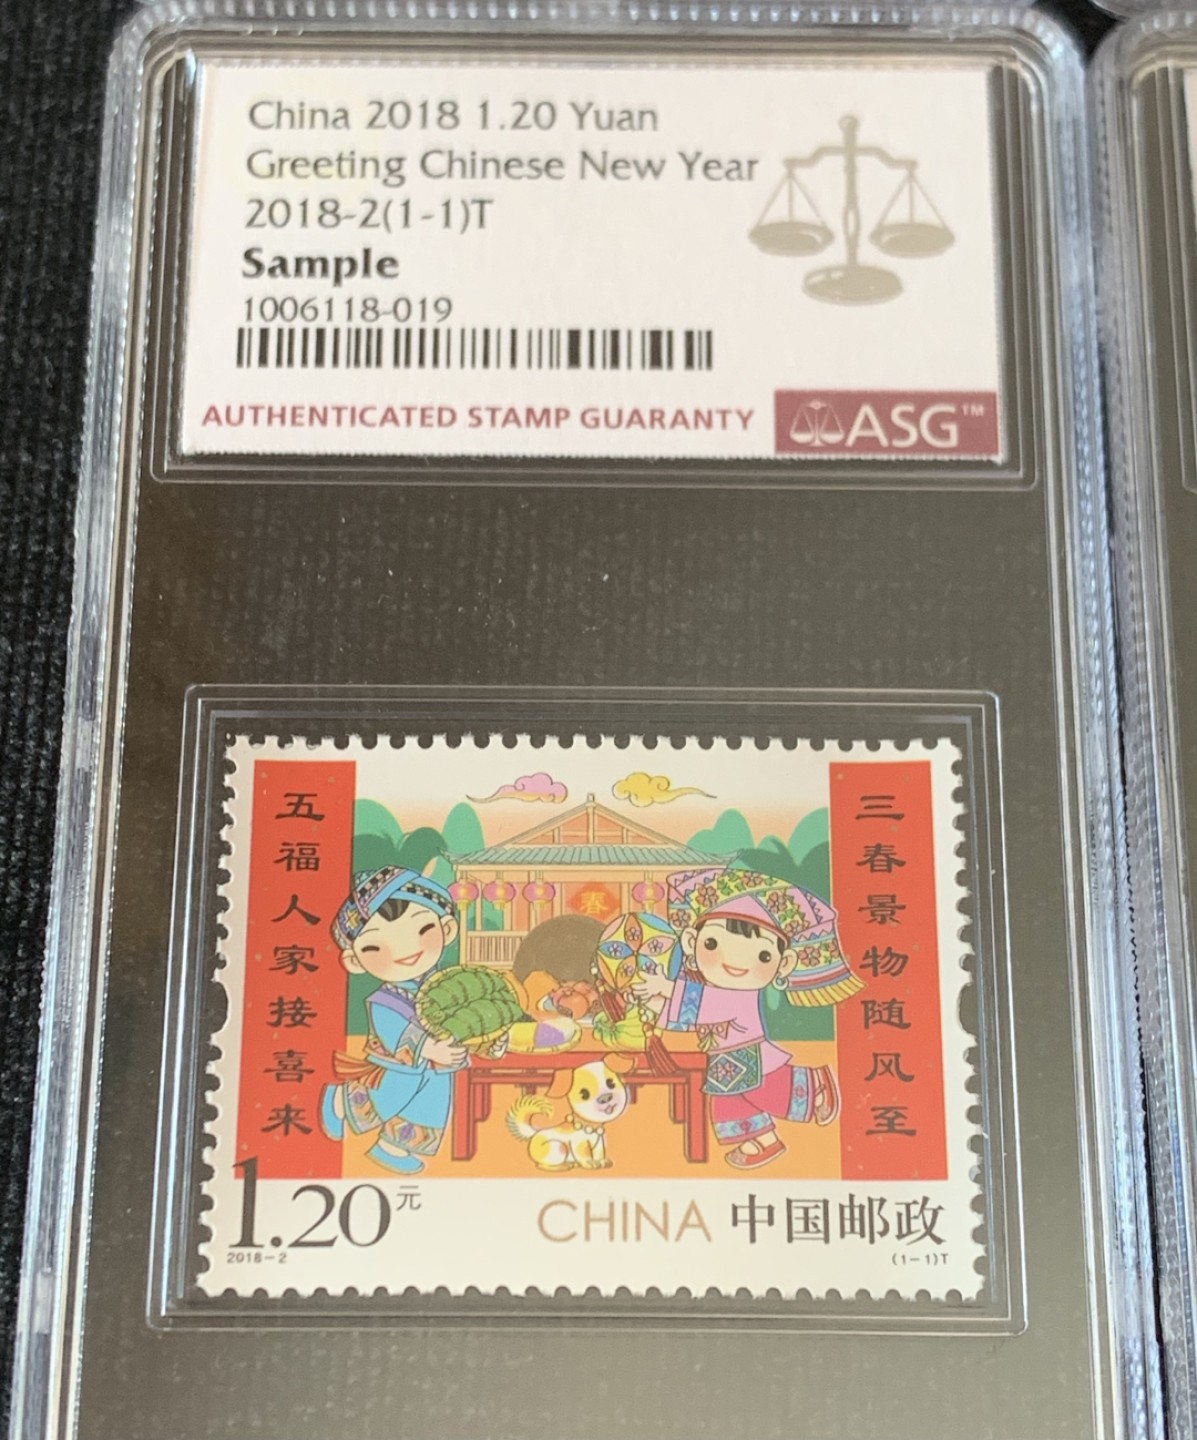 China 2018 1.20 Yuan
Greeting Chinese New Year
2018-2(1-1)T
Sample
1006118-019
AUTHENTICATED STAMP GUARANTY
ASG™
三春景物随风至
五福人家接喜来
春
1.20元
CHINA 中国邮政
2018-2
(1-1)T